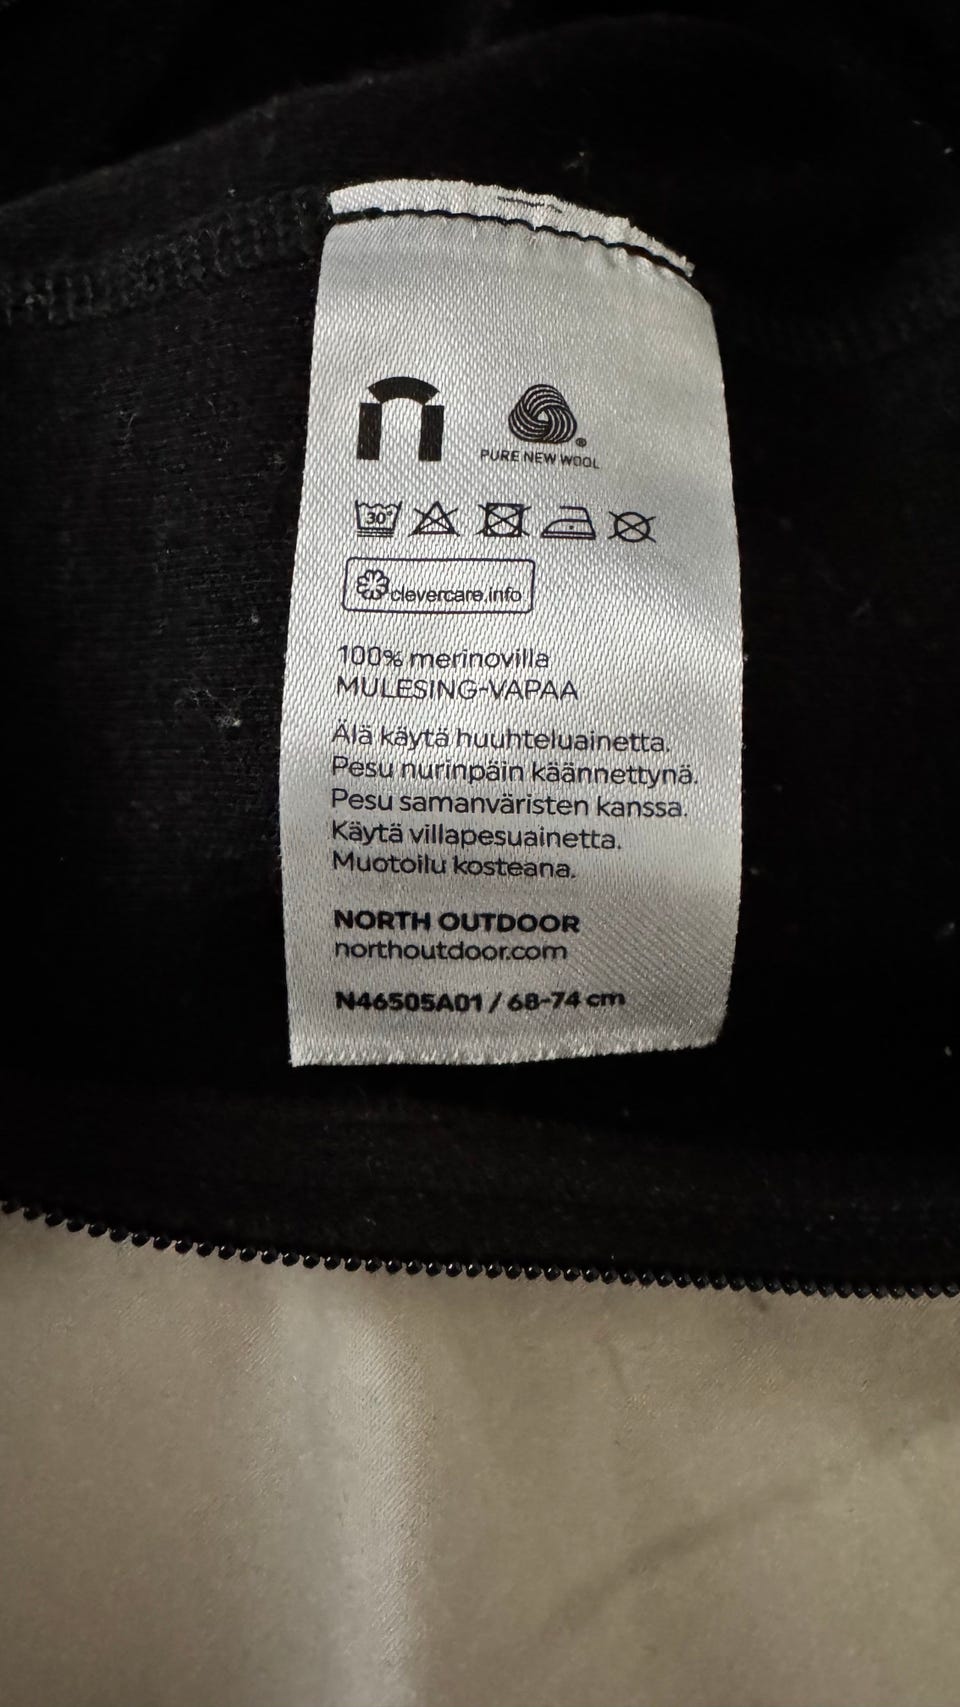 PURE NEW WOOL
30°
clevercare.info
100% merinovilla
MULESING-VAPAA
Älä käytä huuhteluainetta.
Pesu nurinpäin käännettynä.
Pesu samanväristen kanssa.
Käytä villapesuainetta.
Muotoilu kosteana.
NORTH OUTDOOR
northoutdoor.com
N46505A01 / 68-74 cm